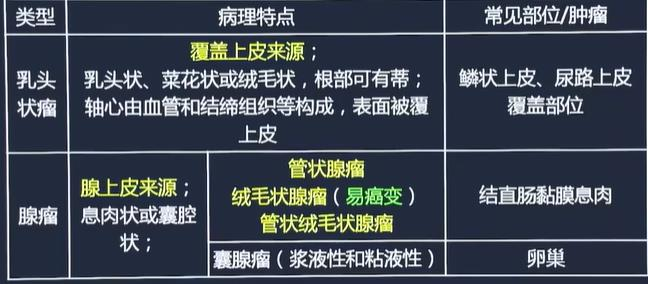 类型
病理特点
常见部位/肿瘤
乳头
状瘤
覆盖上皮来源；
乳头状、菜花状或绒毛状，根部可有蒂；
轴心由血管和结缔组织等构成，表面被覆
上皮
鳞状上皮、尿路上皮
覆盖部位
腺瘤
腺上皮来源；
息肉状或囊腔
状；
管状腺瘤
绒毛状腺瘤（易癌变）
管状绒毛状腺瘤
结直肠黏膜息肉
囊腺瘤（浆液性和粘液性）
卵巢